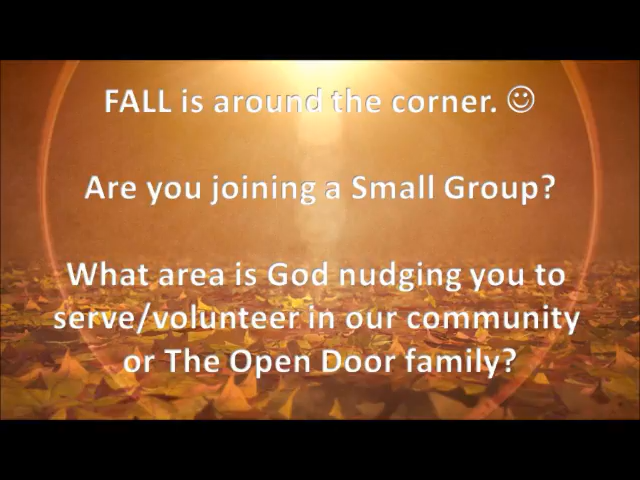 FALL is around the corner. ☺
Are you joining a Small Group?
What area is God nudging you to
serve/volunteer in our community
or The Open Door family?